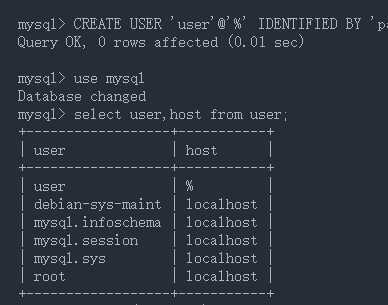 mysql> CREATE USER 'user'@'%' IDENTIFIED BY
Query OK, 0 rows affected (0.01 sec)
mysql> use mysql
Database changed
mysql> select user,host from user;
+------------------+-----------+
| user             | host      |
+------------------+-----------+
| user             | %         |
| debian-sys-maint | localhost |
| mysql.infoschema | localhost |
| mysql.session    | localhost |
| mysql.sys        | localhost |
| root             | localhost |
+------------------+-----------+